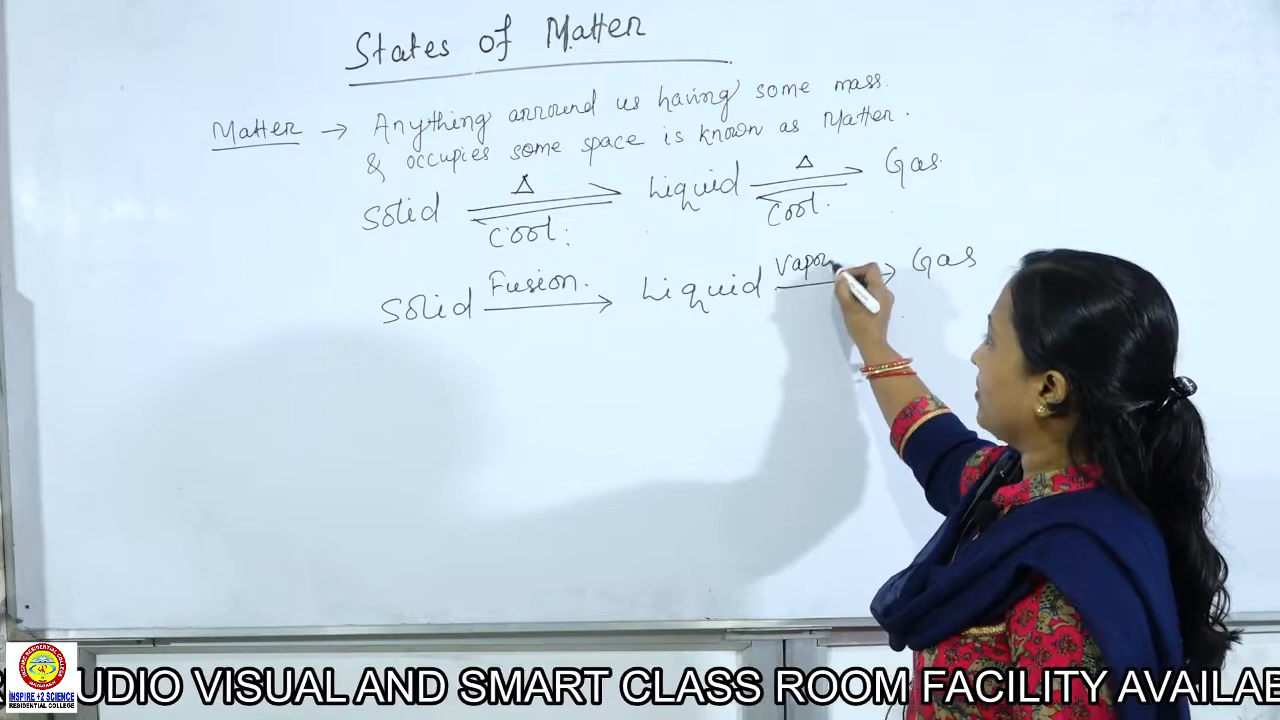 States of Matter
Matter → Anything arround us having some mass.
& occupies some space is known as Matter.
Solid Δ Cool. Liquid Δ Cool. Gas.
Solid Fusion. → Liquid Vapou → Gas
INSPIRE +2 SCIENCE
RESIDENTIAL COLLEGE
UDIO VISUAL AND SMART CLASS ROOM FACILITY AVAILAB